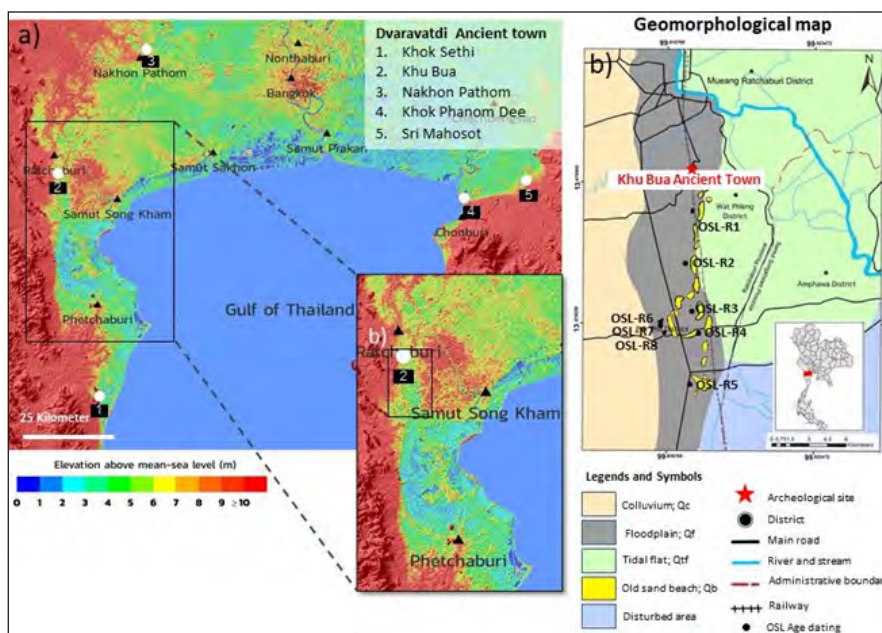 a)
Dvaravatdi Ancient town
1. Khok Sethi
2. Khu Bua
3. Nakhon Pathom
4. Khok Phanom Dee
5. Sri Mahosot
3
Nakhon Pathom
Nonthaburi
Bangkok
Samut Prakan
Samut Sakhon
Ratchaburi
2
Samut Song Kham
4
5
Chonburi
Gulf of Thailand
Phetchaburi
1
25 Kilometer
Elevation above mean-sea level (m)
0 1 2 3 4 5 6 7 8 9 ≥10
b)
Ratchaburi
2
Samut Song Kham
Phetchaburi
Geomorphological map
b)
N
Mueang Ratchaburi District
Khu Bua Ancient Town
Wat Phleng
District
OSL-R1
OSL-R2
Amphawa District
OSL-R3
OSL-R6
OSL-R7
OSL-R4
OSL-R8
OSL-R5
Legends and Symbols
Colluvium; Qc
Floodplain; Qf
Tidal flat; Qtf
Old sand beach; Qb
Disturbed area
Archeological site
District
Main road
River and stream
Administrative boundar
Railway
OSL Age dating